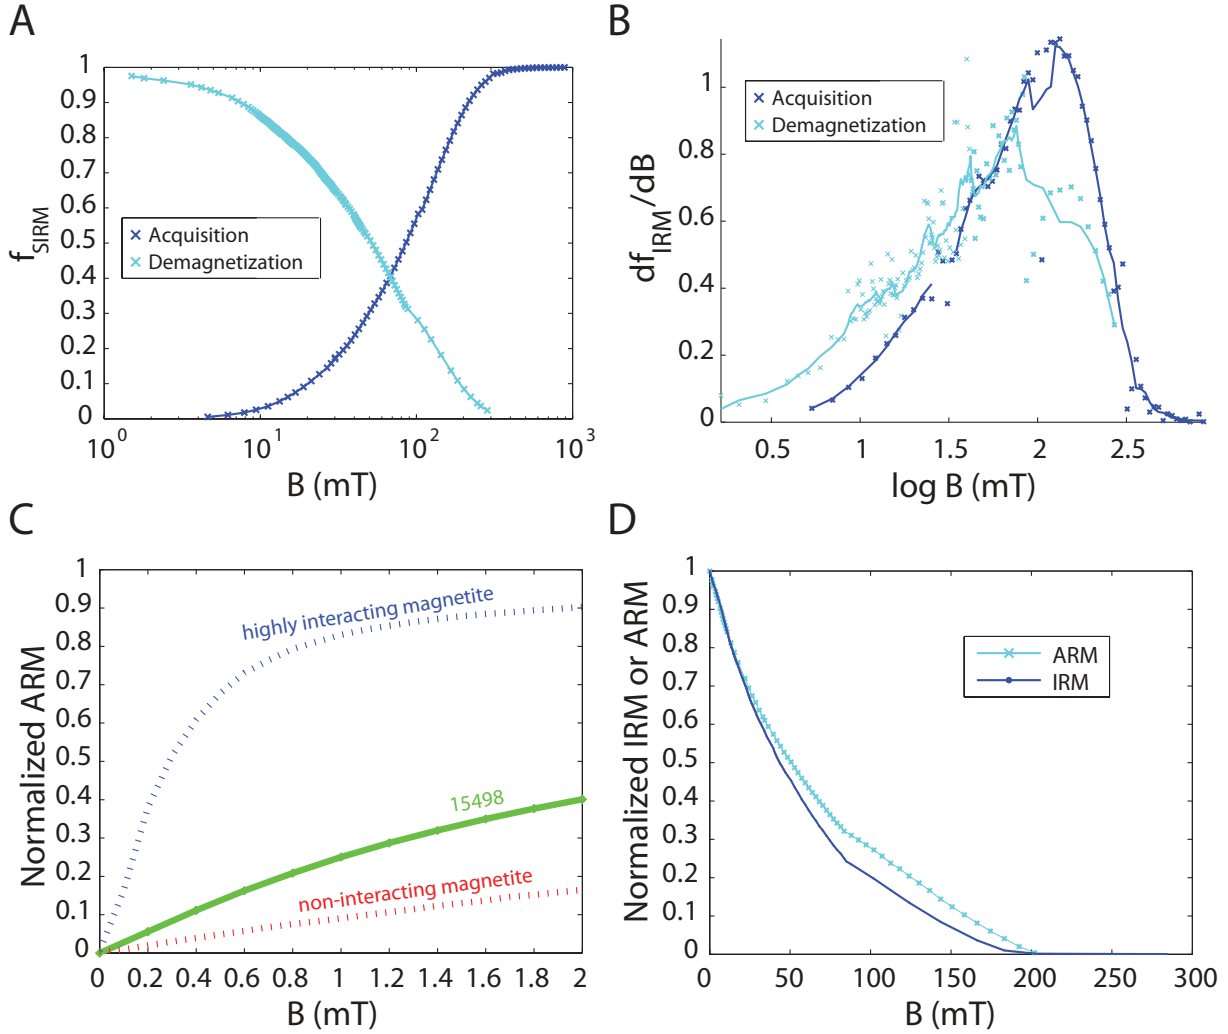 A
1
0.9
0.8
0.7
0.6
0.5
0.4
0.3
0.2
0.1
0
fSIRM
Acquisition
Demagnetization
10^0 10^1 10^2 10^3
B (mT)
B
1
0.8
0.6
0.4
0.2
0
dfIRM/dB
Acquisition
Demagnetization
0.5 1 1.5 2 2.5
log B (mT)
C
1
0.9
0.8
0.7
0.6
0.5
0.4
0.3
0.2
0.1
0
Normalized ARM
highly interacting magnetite
15498
non-interacting magnetite
0 0.2 0.4 0.6 0.8 1 1.2 1.4 1.6 1.8 2
B (mT)
D
1
0.9
0.8
0.7
0.6
0.5
0.4
0.3
0.2
0.1
0
Normalized IRM or ARM
ARM
IRM
0 50 100 150 200 250 300
B (mT)